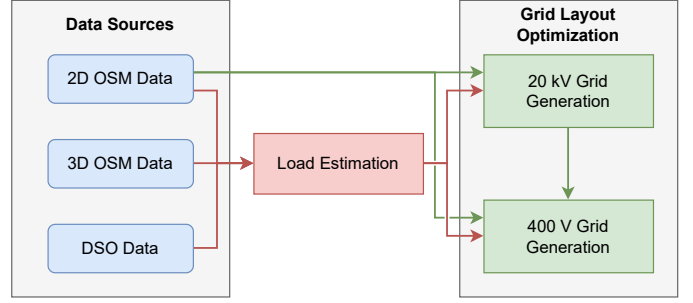 Data Sources
2D OSM Data
3D OSM Data
DSO Data
Load Estimation
Grid Layout
Optimization
20 kV Grid
Generation
400 V Grid
Generation